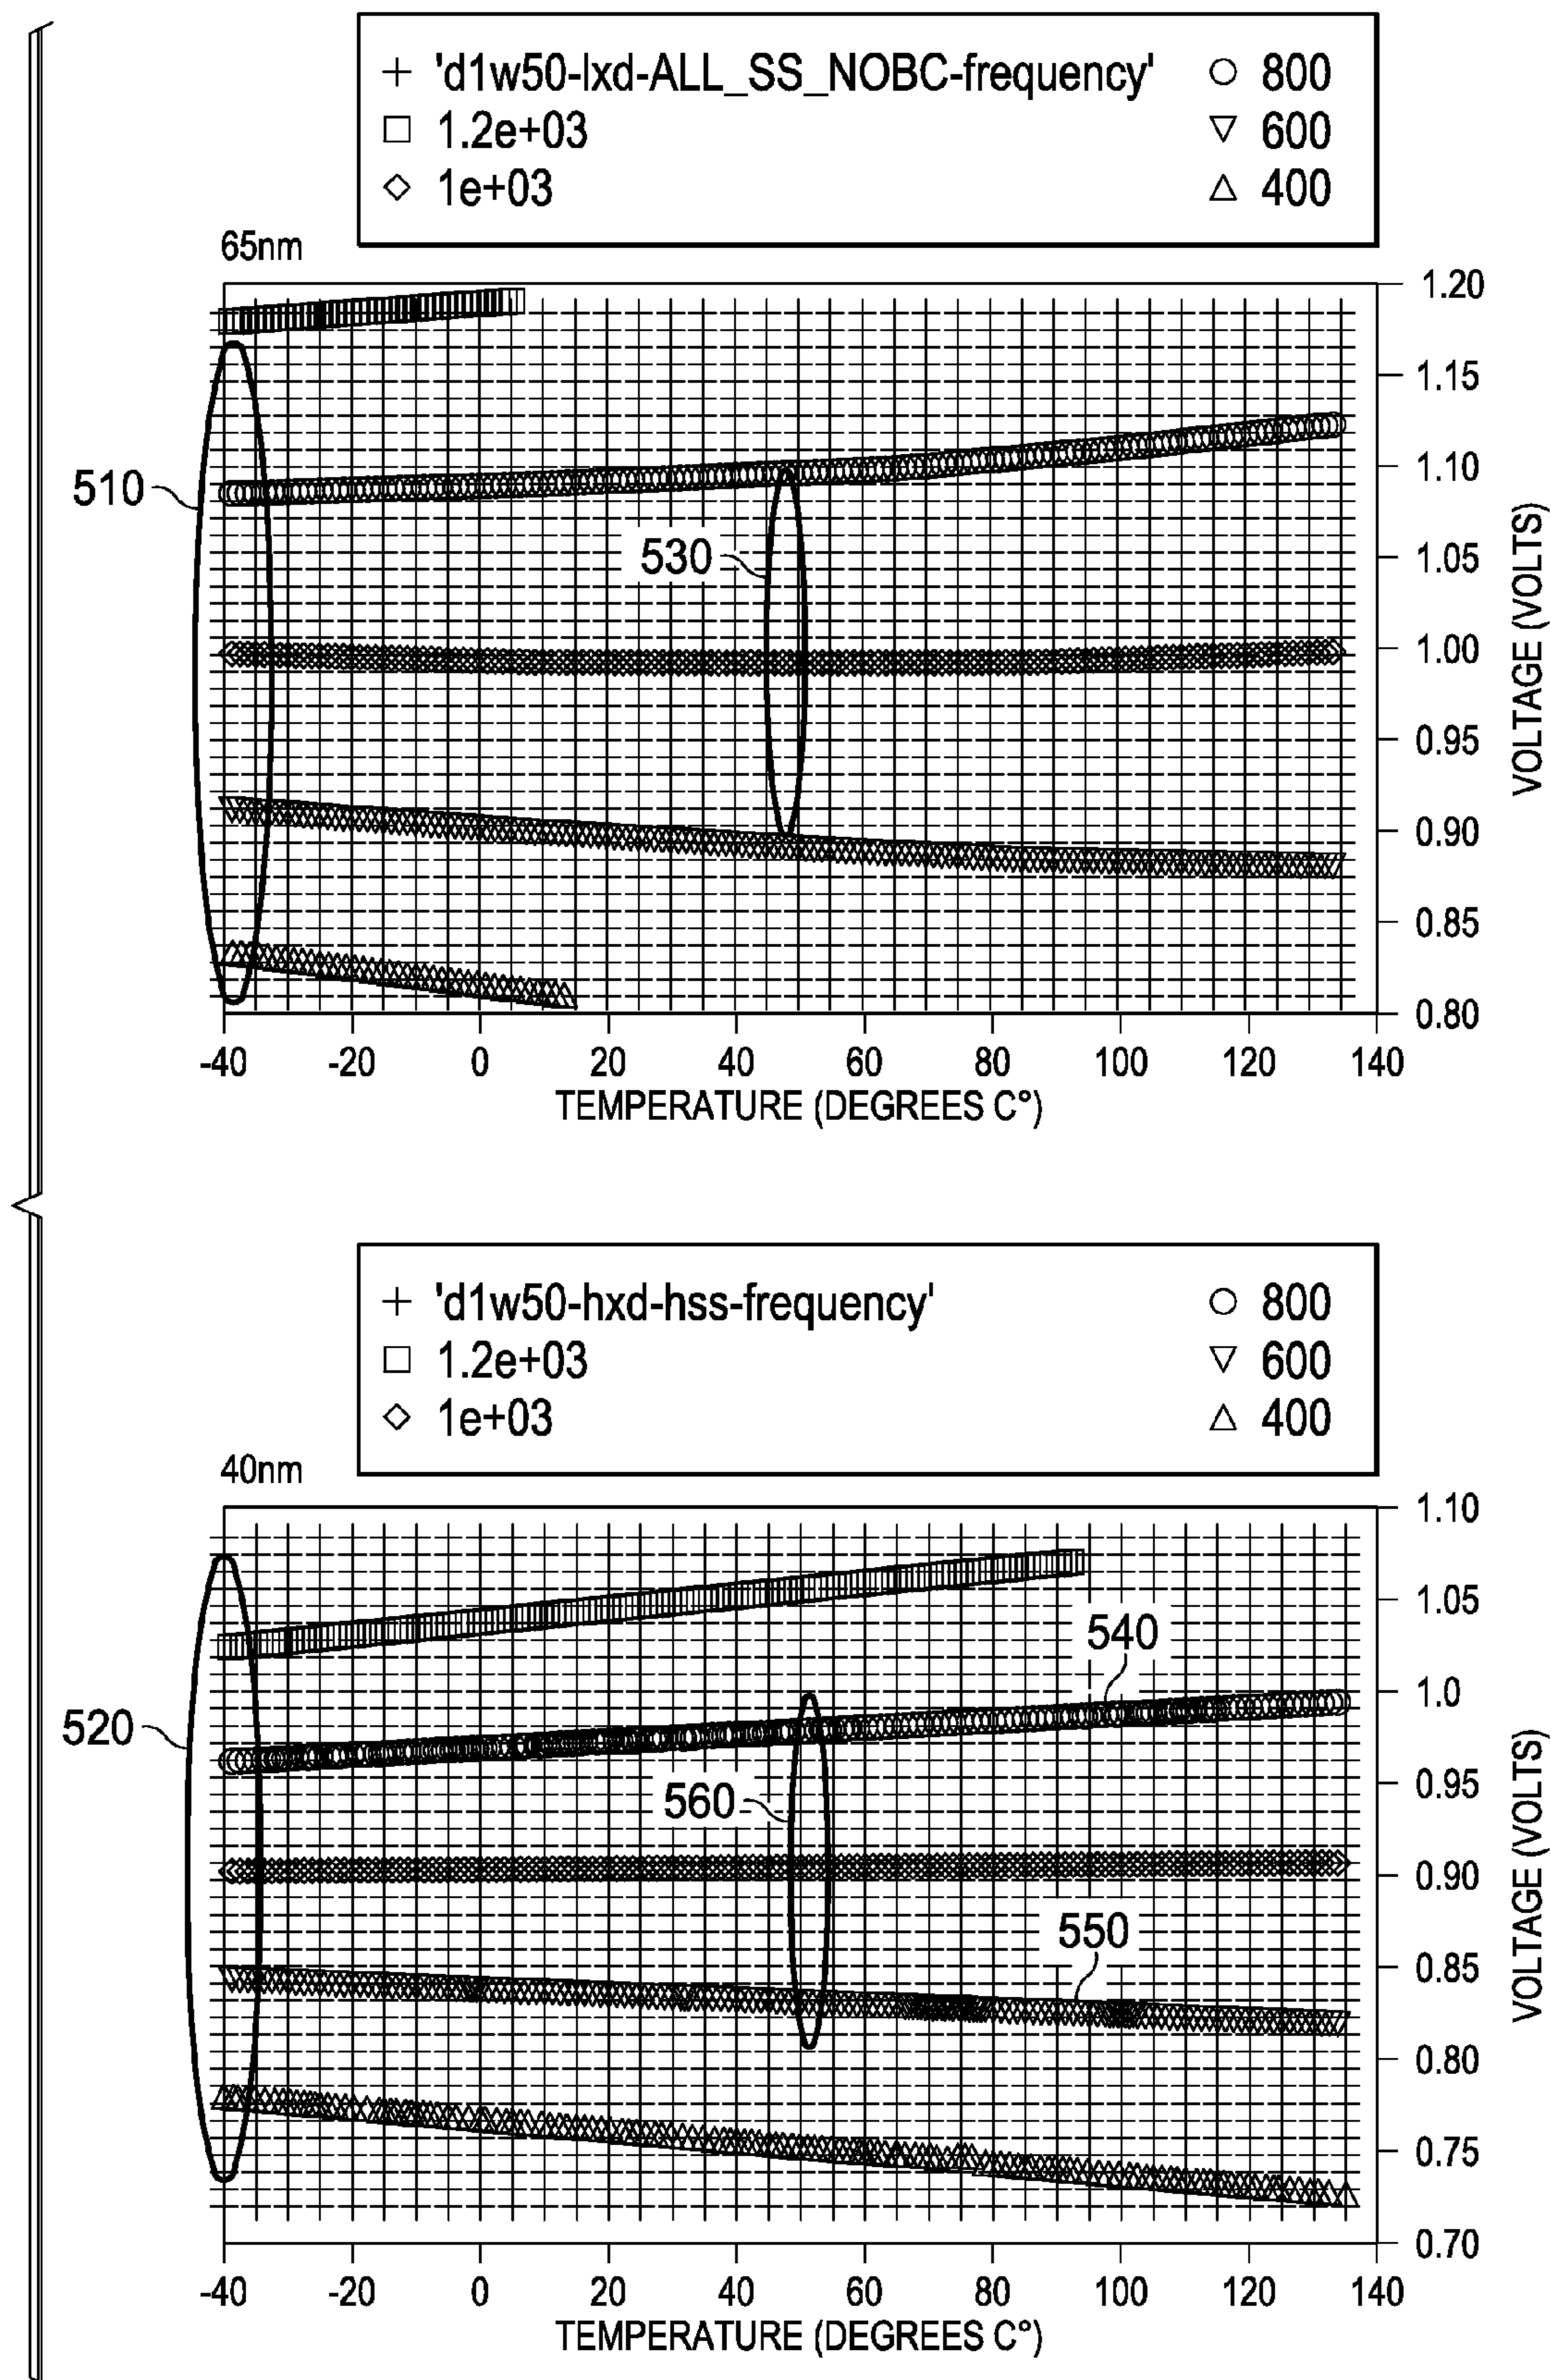 + 'd1w50-lxd-ALL_SS_NOBC-frequency' ○ 800
□ 1.2e+03 ▽ 600
◇ 1e+03 △ 400
65nm
1.20
1.15
1.10
1.05
1.00
0.95
0.90
0.85
0.80
VOLTAGE (VOLTS)
510
530
-40 -20 0 20 40 60 80 100 120 140
TEMPERATURE (DEGREES C°)
+ 'd1w50-hxd-hss-frequency' ○ 800
□ 1.2e+03 ▽ 600
◇ 1e+03 △ 400
40nm
1.10
1.05
1.0
0.95
0.90
0.85
0.80
0.75
0.70
VOLTAGE (VOLTS)
540
520
560
550
-40 -20 0 20 40 60 80 100 120 140
TEMPERATURE (DEGREES C°)